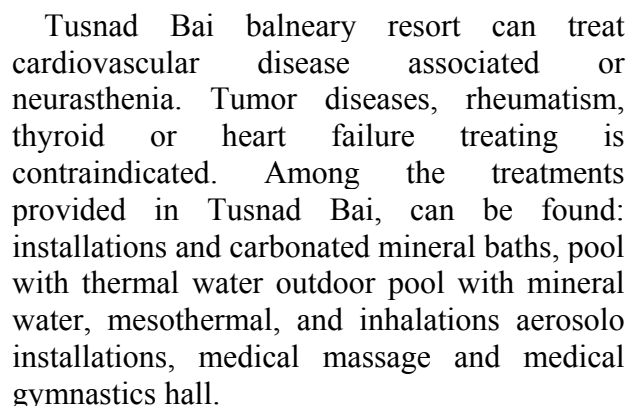 Tusnad Bai balneary resort can treat
cardiovascular disease associated or
neurasthenia. Tumor diseases, rheumatism,
thyroid or heart failure treating is
contraindicated. Among the treatments
provided in Tusnad Bai, can be found:
installations and carbonated mineral baths, pool
with thermal water outdoor pool with mineral
water, mesothermal, and inhalations aerosolo
installations, medical massage and medical
gymnastics hall.